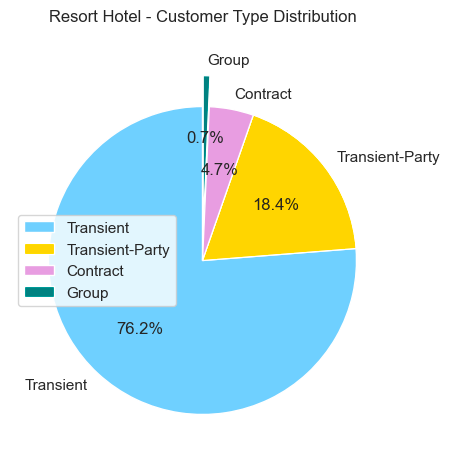 Resort Hotel - Customer Type Distribution
Group
Contract
0.7%
Transient-Party
4.7%
18.4%
Transient
Transient-Party
Contract
Group
76.2%
Transient